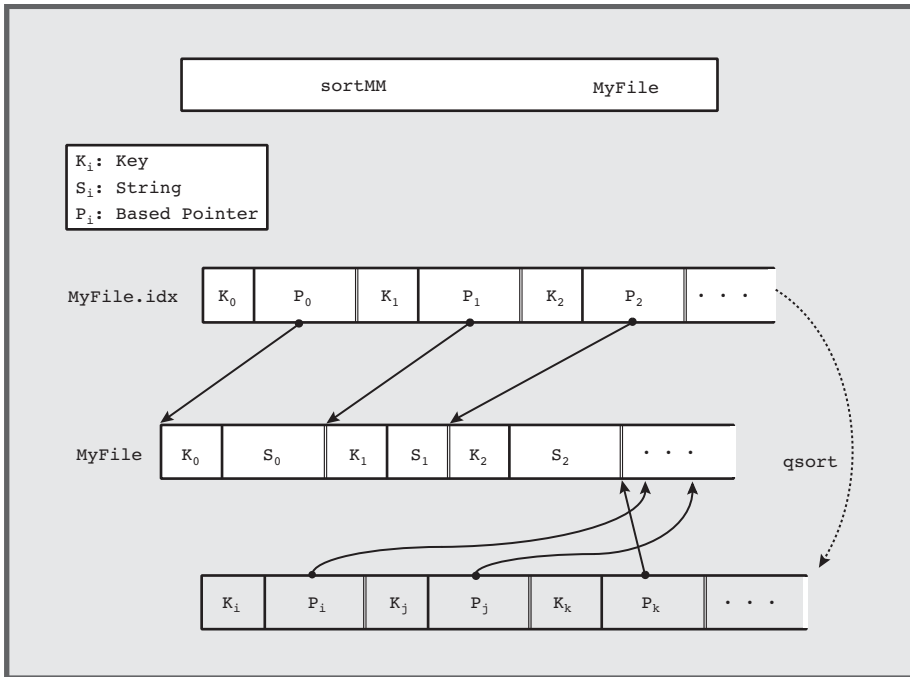 sortMM MyFile
Kᵢ: Key
Sᵢ: String
Pᵢ: Based Pointer
MyFile.idx K₀ P₀ K₁ P₁ K₂ P₂ · · ·
MyFile K₀ S₀ K₁ S₁ K₂ S₂ · · ·
qsort
Kᵢ Pᵢ Kⱼ Pⱼ Kₖ Pₖ · · ·